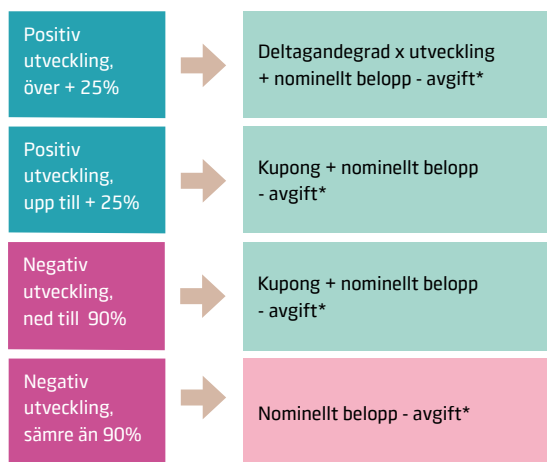 Positiv
utveckling,
över + 25%
Deltagandegrad x utveckling
+ nominellt belopp - avgift*
Positiv
utveckling,
upp till + 25%
Kupong + nominellt belopp
- avgift*
Negativ
utveckling,
ned till 90%
Kupong + nominellt belopp
- avgift*
Negativ
utveckling,
sämre än 90%
Nominellt belopp - avgift*